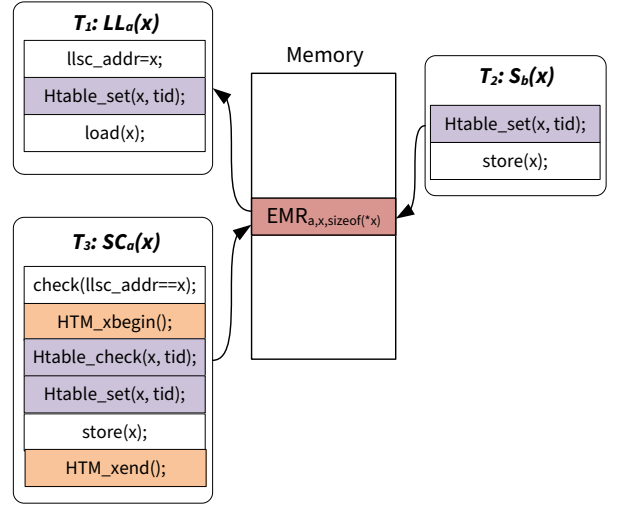 T₁: LLₐ(x)
llsc_addr=x;
Htable_set(x, tid);
load(x);
Memory
EMRₐ,ₓ,sizeof(*x)
T₂: S_b(x)
Htable_set(x, tid);
store(x);
T₃: SCₐ(x)
check(llsc_addr==x);
HTM_xbegin();
Htable_check(x, tid);
Htable_set(x, tid);
store(x);
HTM_xend();